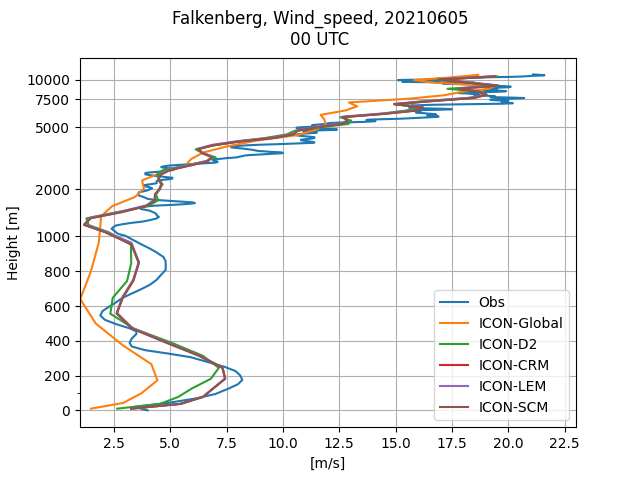 Falkenberg, Wind_speed, 20210605
00 UTC
Height [m]
10000
7500
5000
2000
1000
800
600
400
200
0
2.5 5.0 7.5 10.0 12.5 15.0 17.5 20.0 22.5
[m/s]
Obs
ICON-Global
ICON-D2
ICON-CRM
ICON-LEM
ICON-SCM